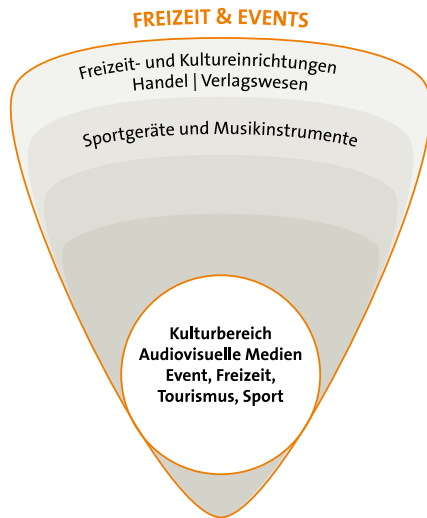 FREIZEIT & EVENTS
Freizeit- und Kultureinrichtungen
Handel | Verlagswesen
Sportgeräte und Musikinstrumente
Kulturbereich
Audiovisuelle Medien
Event, Freizeit,
Tourismus, Sport